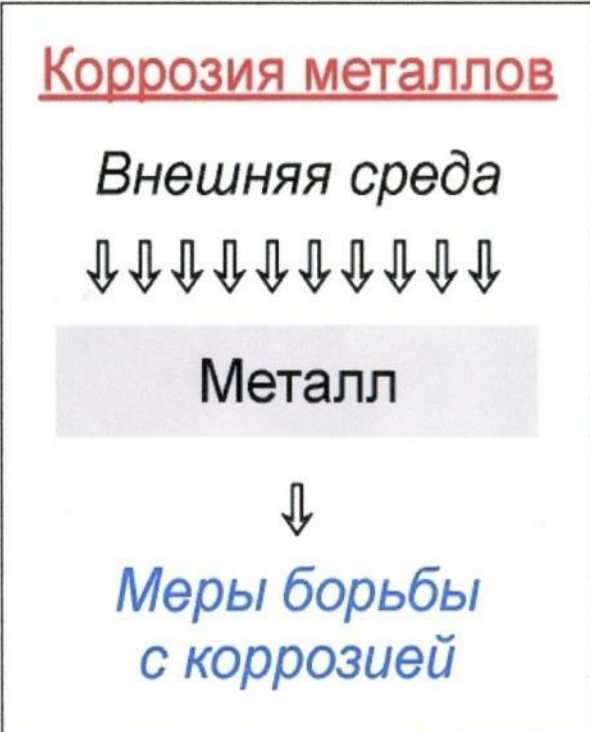 Коррозия металлов
Внешняя среда
Металл
Меры борьбы
с коррозией